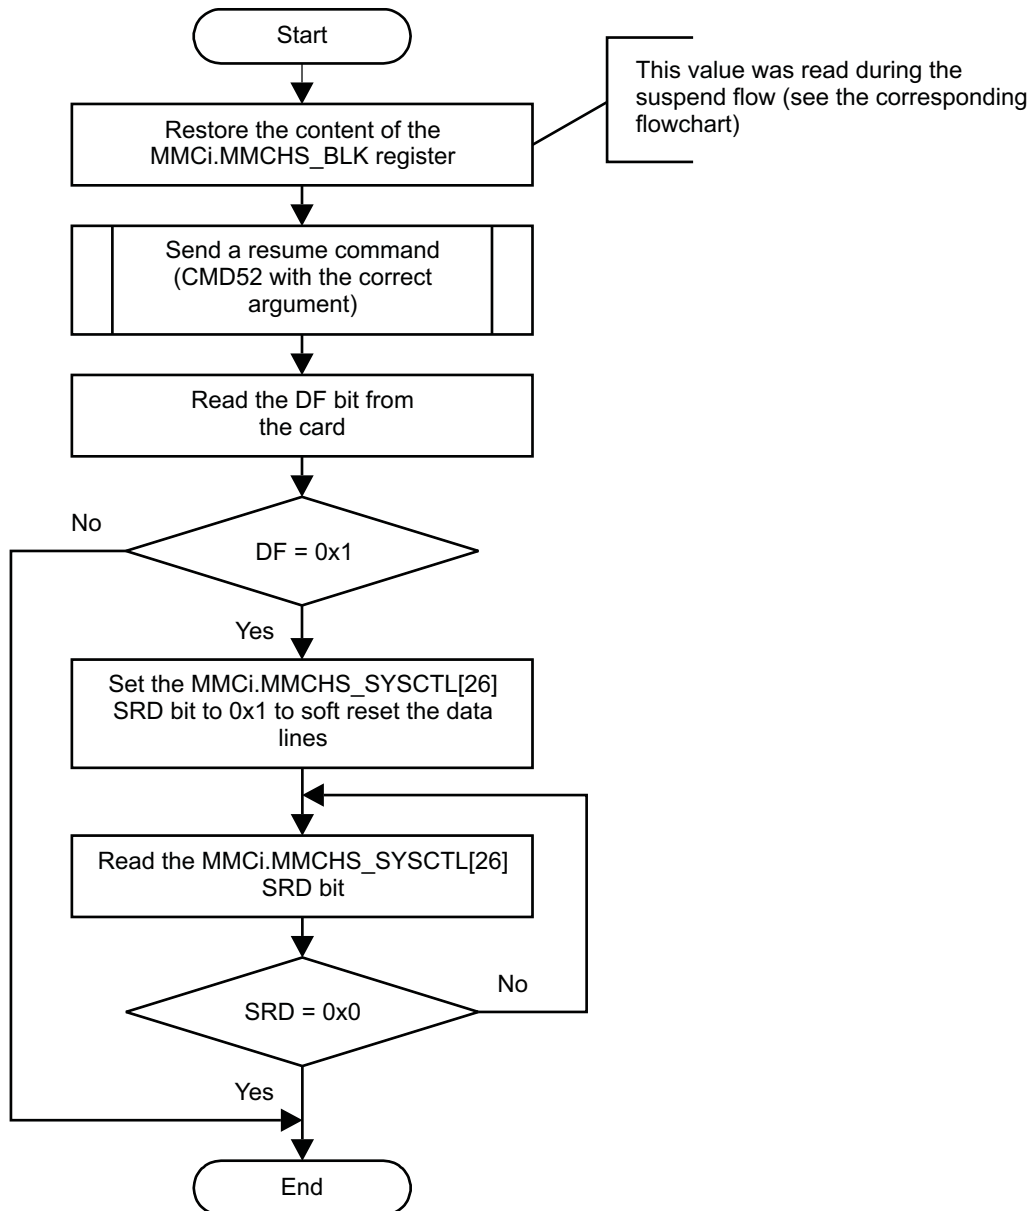 Start
This value was read during the
suspend flow (see the corresponding
flowchart)
Restore the content of the
MMCi.MMCHS_BLK register
Send a resume command
(CMD52 with the correct
argument)
Read the DF bit from
the card
No
DF = 0x1
Yes
Set the MMCi.MMCHS_SYSCTL[26]
SRD bit to 0x1 to soft reset the data
lines
Read the MMCi.MMCHS_SYSCTL[26]
SRD bit
No
SRD = 0x0
Yes
End